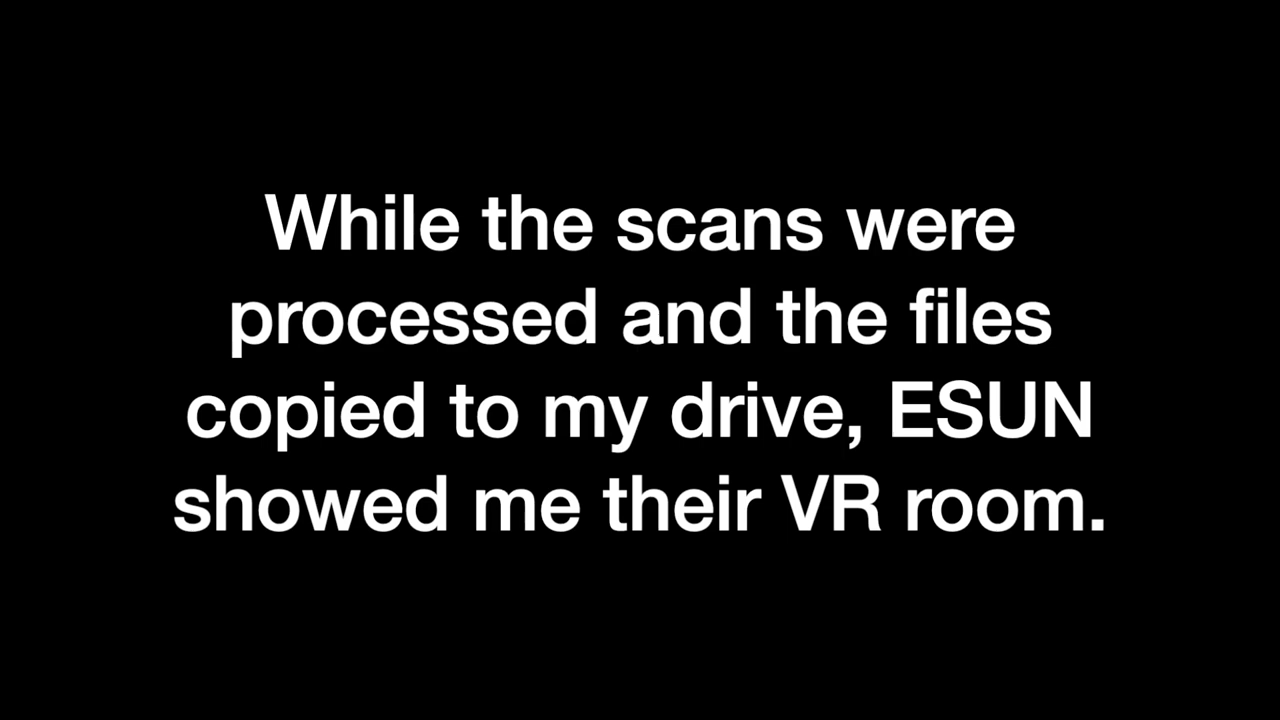 While the scans were
processed and the files
copied to my drive, ESUN
showed me their VR room.